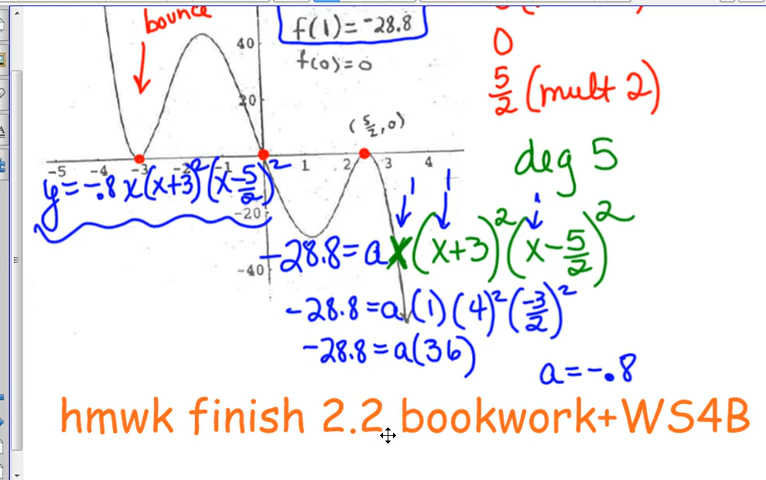 bounce
f(1)=-28.8
f(0)=0
40
20
-20
-40
-5 -4 -3 -2 -1 1 2 3 4
(5/2, 0)
0
5/2 (mult 2)
deg 5
y=-.8x(x+3)²(x-5/2)²
1 1 1
-28.8=ax(x+3)²(x-5/2)²
-28.8=a(1)(4)²(-3/2)²
-28.8=a(36)
a=-.8
hmwk finish 2.2 bookwork+WS4B